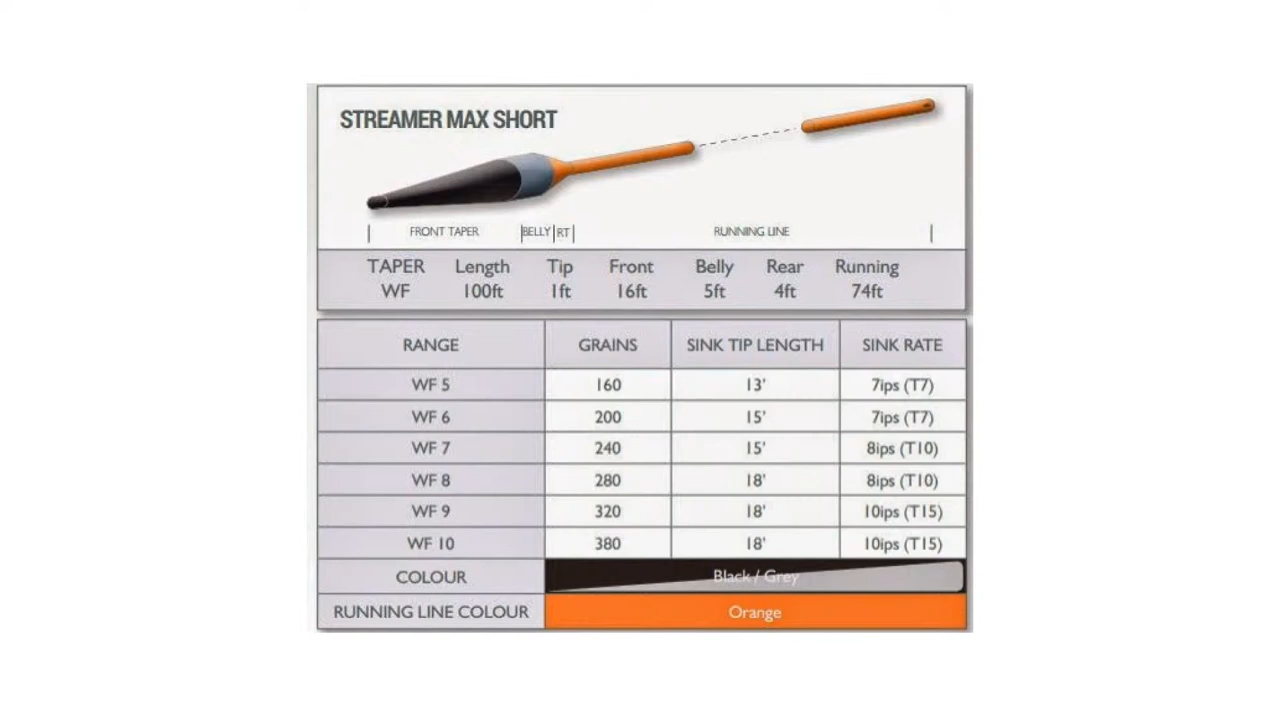 STREAMER MAX SHORT
FRONT TAPER BELLY RT RUNNING LINE
TAPER Length Tip Front Belly Rear Running
WF 100ft 1ft 16ft 5ft 4ft 74ft
RANGE GRAINS SINK TIP LENGTH SINK RATE
WF 5 160 13' 7ips (T7)
WF 6 200 15' 7ips (T7)
WF 7 240 15' 8ips (T10)
WF 8 280 18' 8ips (T10)
WF 9 320 18' 10ips (T15)
WF 10 380 18' 10ips (T15)
COLOUR Black / Grey
RUNNING LINE COLOUR Orange